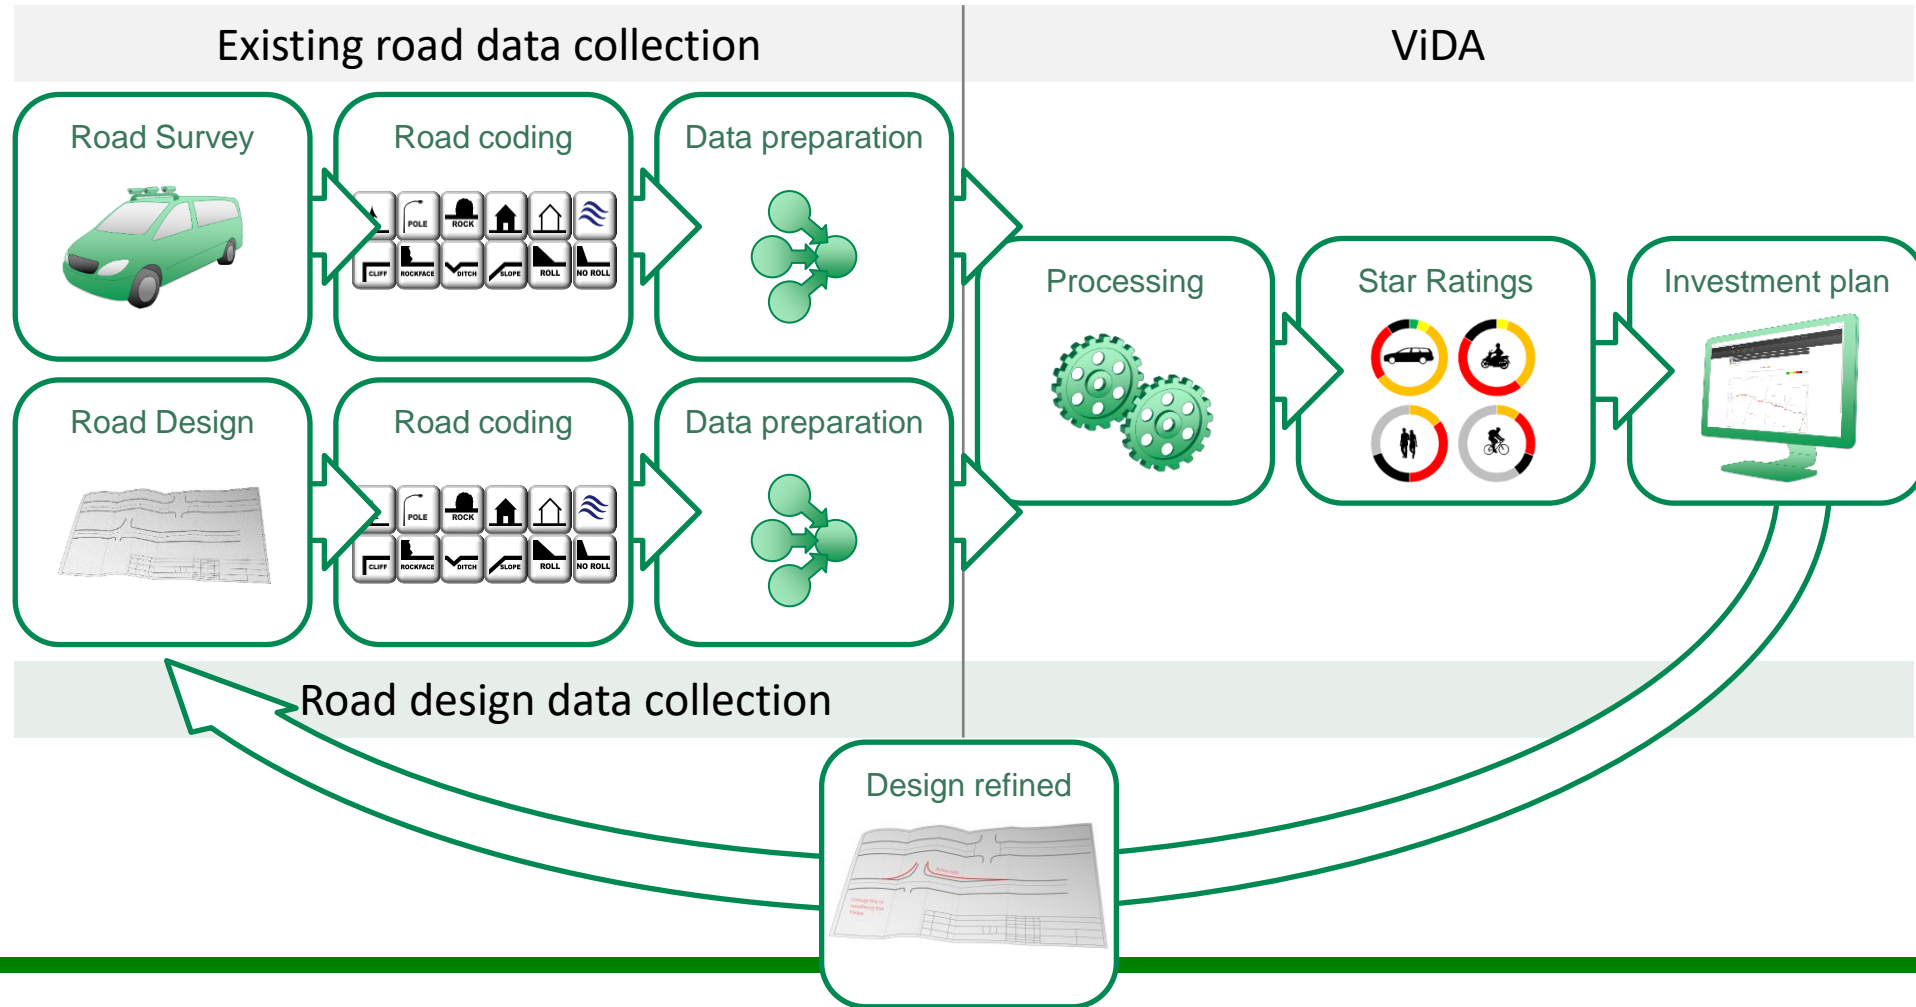 Existing road data collection
ViDA
Road Survey
Road coding
Data preparation
POLE
ROCK
CLIFF
ROCKFACE
DITCH
SLOPE
ROLL
NO ROLL
Processing
Star Ratings
Investment plan
Road Design
Road coding
Data preparation
POLE
ROCK
CLIFF
ROCKFACE
DITCH
SLOPE
ROLL
NO ROLL
Road design data collection
Design refined